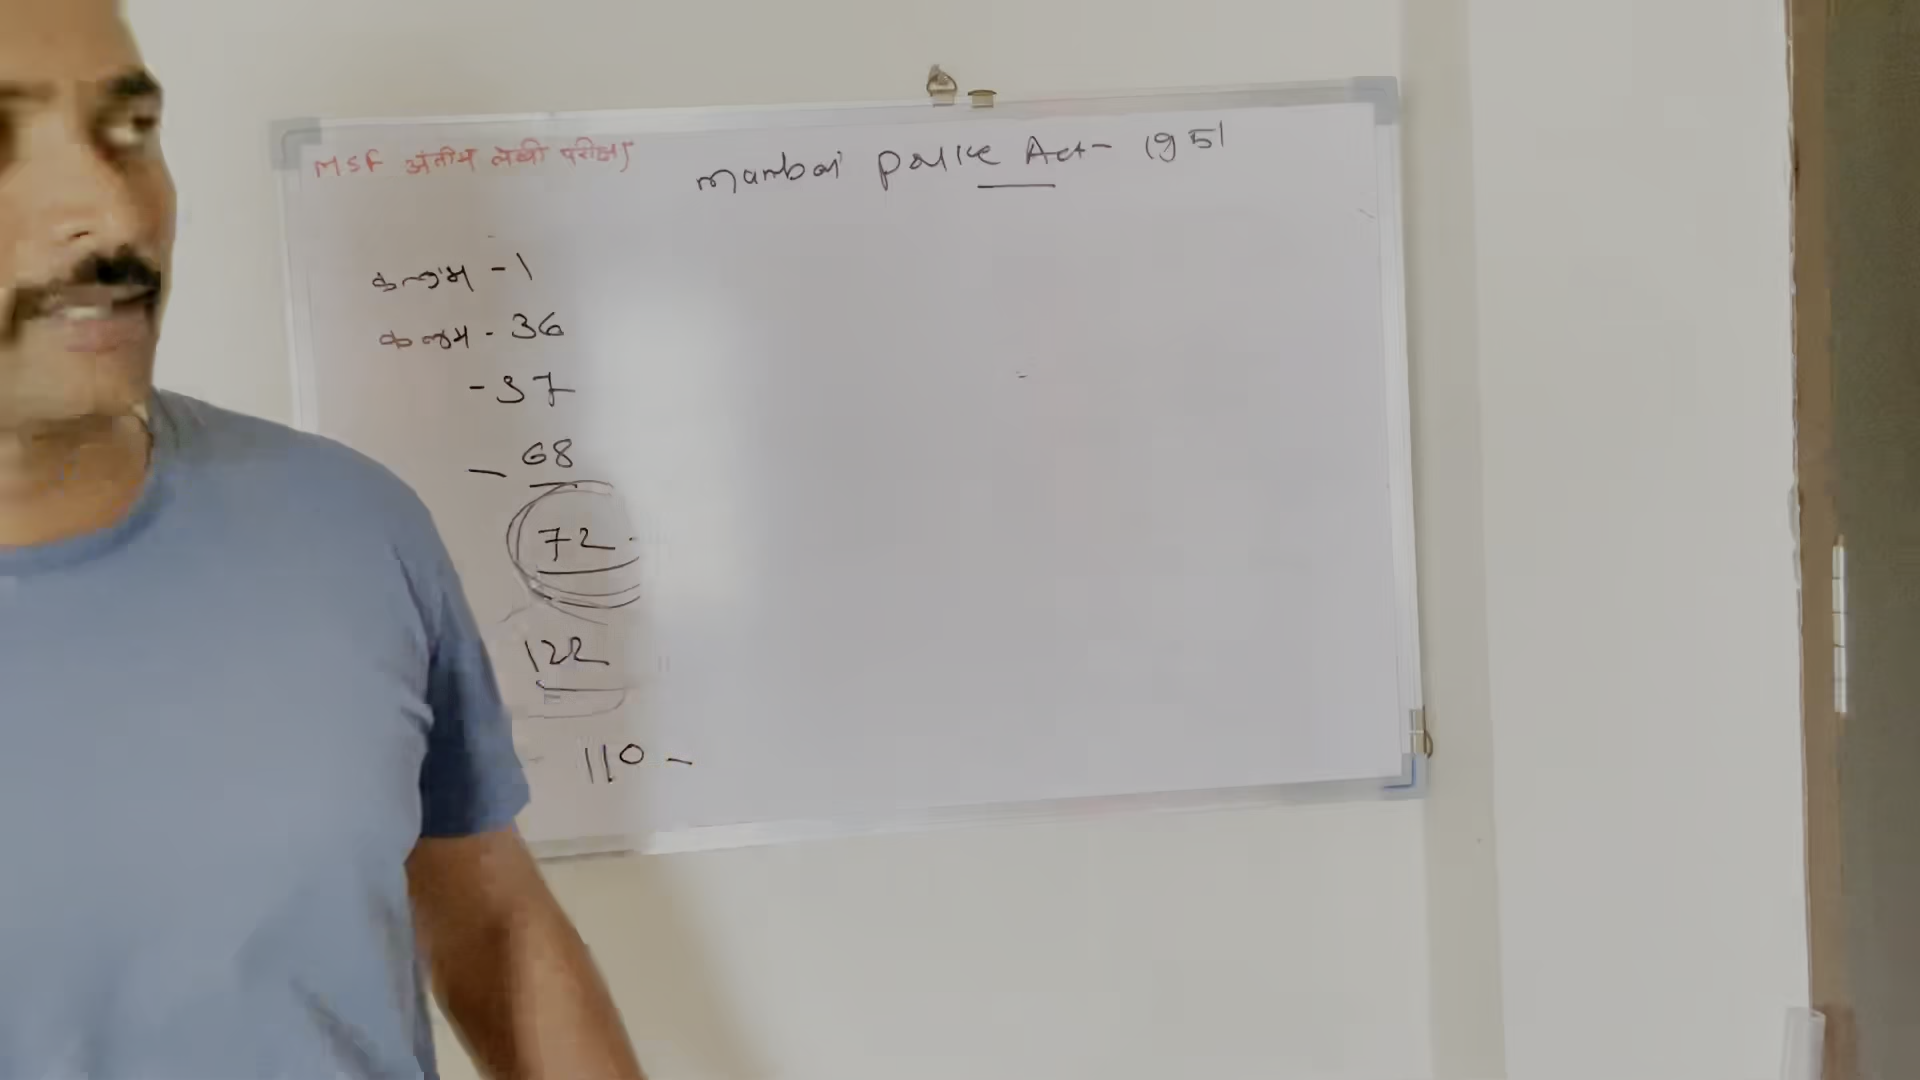 MSF अंतीम लेखी परीक्षा
Mumbai Police Act - 1951
कलम - 1
कलम - 36
- 37
- 68
72
122
110 -